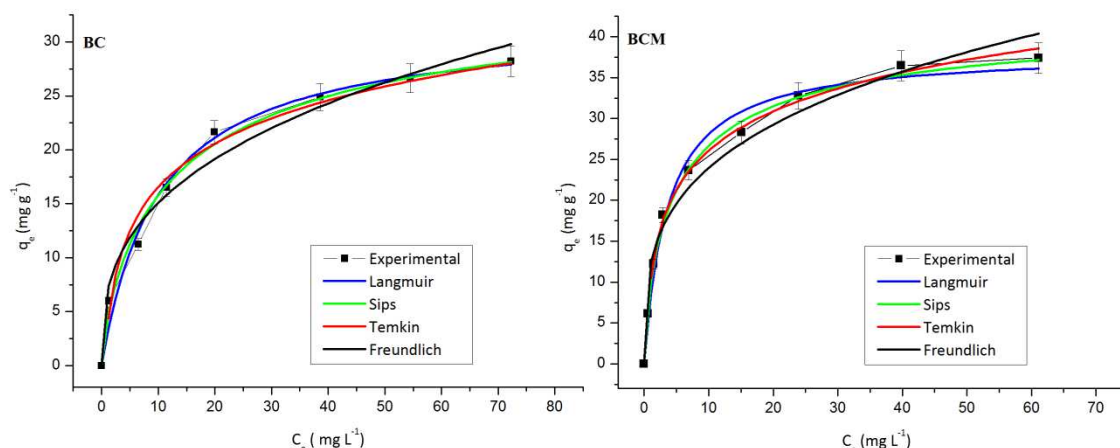 BC
q_e (mg g^-1)
30
25
20
15
10
5
0
Experimental
Langmuir
Sips
Temkin
Freundlich
0 10 20 30 40 50 60 70 80
C_e ( mg L^-1)
BCM
q_e (mg g^-1)
40
35
30
25
20
15
10
5
0
Experimental
Langmuir
Sips
Temkin
Freundlich
0 10 20 30 40 50 60 70
C ( mg L^-1)